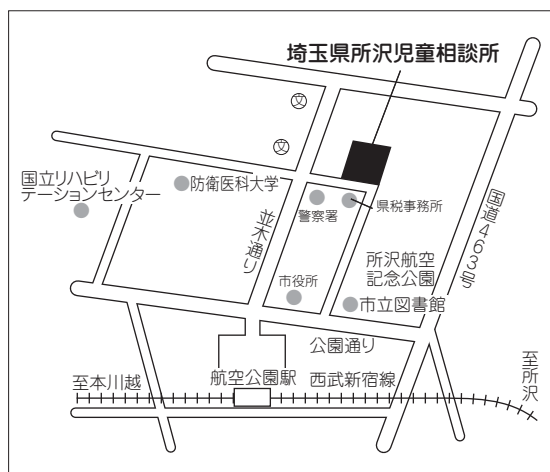 埼玉県所沢児童相談所
文
文
国立リハビリ
テーションセンター
防衛医科大学
警察署
県税事務所
並木通り
国道463号
所沢航空
記念公園
市役所
市立図書館
公園通り
航空公園駅
西武新宿線
至本川越
至所沢